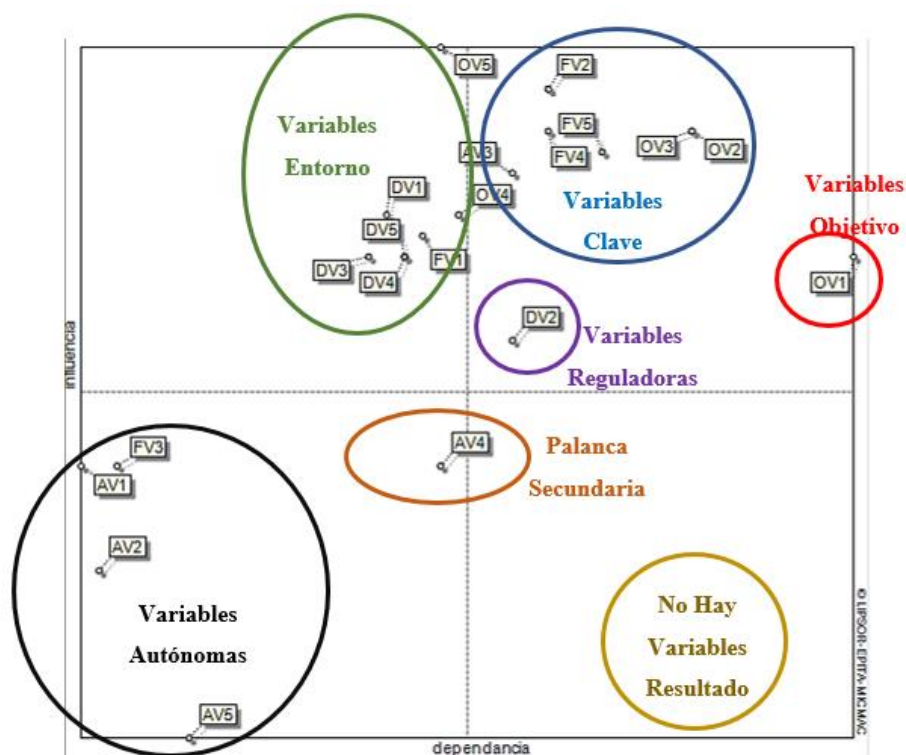 OV5
FV2
Variables
Entorno
FV5
AV3
FV4
OV3
OV2
DV1
OV4
Variables
Clave
Variables
Objetivo
DV5
DV3
DV4
FV1
OV1
DV2
Variables
Reguladoras
influencia
FV3
AV1
AV4
Palanca
Secundaria
AV2
Variables
Autónomas
No Hay
Variables
Resultado
AV5
dependancia
© LIPSOR-EPITA-MICMAC